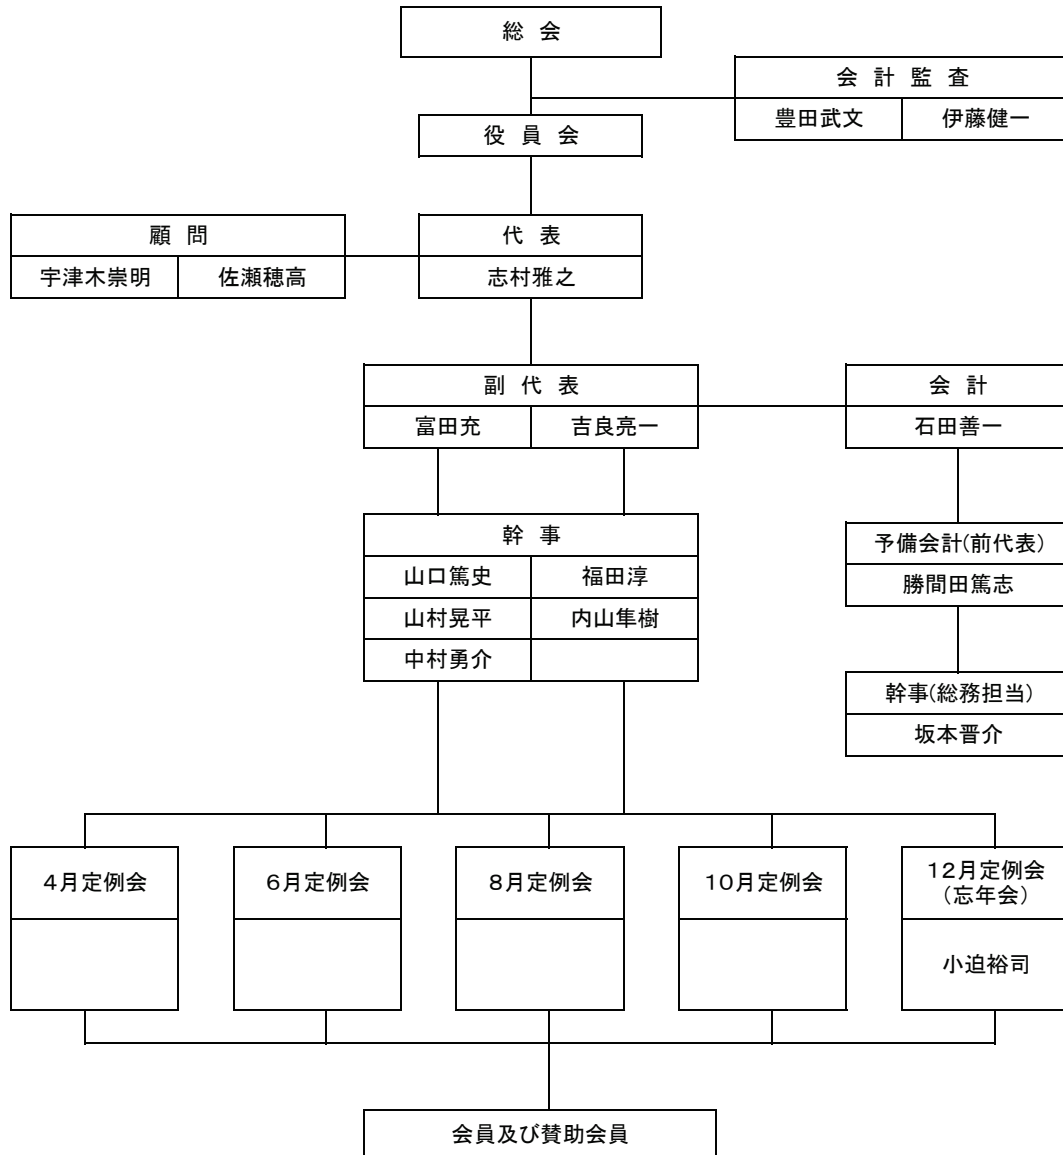 総 会
会 計 監 査
豊田武文 伊藤健一
役 員 会
顧 問
宇津木崇明 佐瀬穂高
代 表
志村雅之
副 代 表
富田充 吉良亮一
会 計
石田善一
幹 事
山口篤史 福田淳
山村晃平 内山隼樹
中村勇介
予備会計(前代表)
勝間田篤志
幹事(総務担当)
坂本晋介
4月定例会
6月定例会
8月定例会
10月定例会
12月定例会
(忘年会)
小迫裕司
会員及び賛助会員